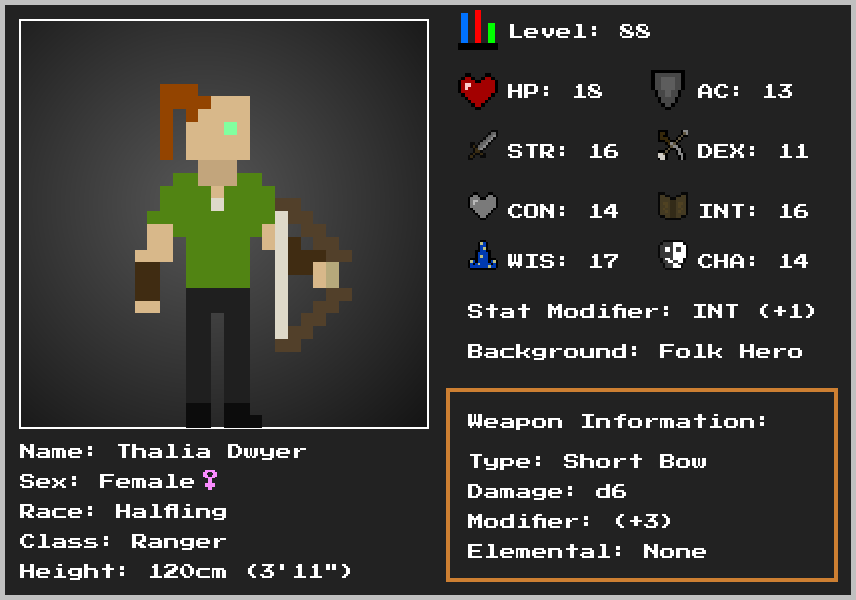 Level: 88
HP: 18
AC: 13
STR: 16
DEX: 11
CON: 14
INT: 16
WIS: 17
CHA: 14
Stat Modifier: INT (+1)
Background: Folk Hero
Weapon Information:
Type: Short Bow
Damage: d6
Modifier: (+3)
Elemental: None
Name: Thalia Dwyer
Sex: Female♀
Race: Halfling
Class: Ranger
Height: 120cm (3'11")